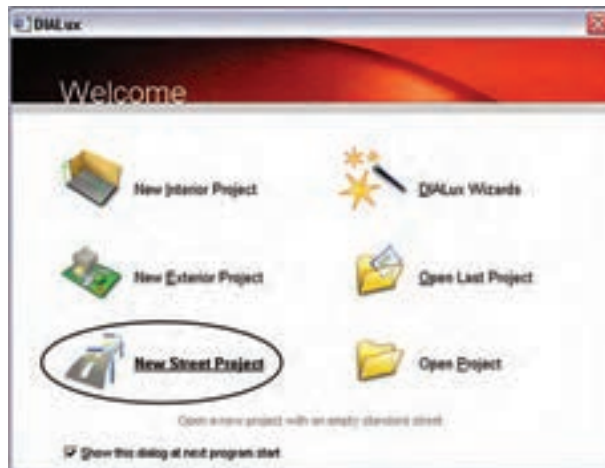 DIALux
Welcome
New Interior Project
DIALux Wizards
New Exterior Project
Open Last Project
New Street Project
Open Project
Open a new project with an empty standard street
Show this dialog at next program start